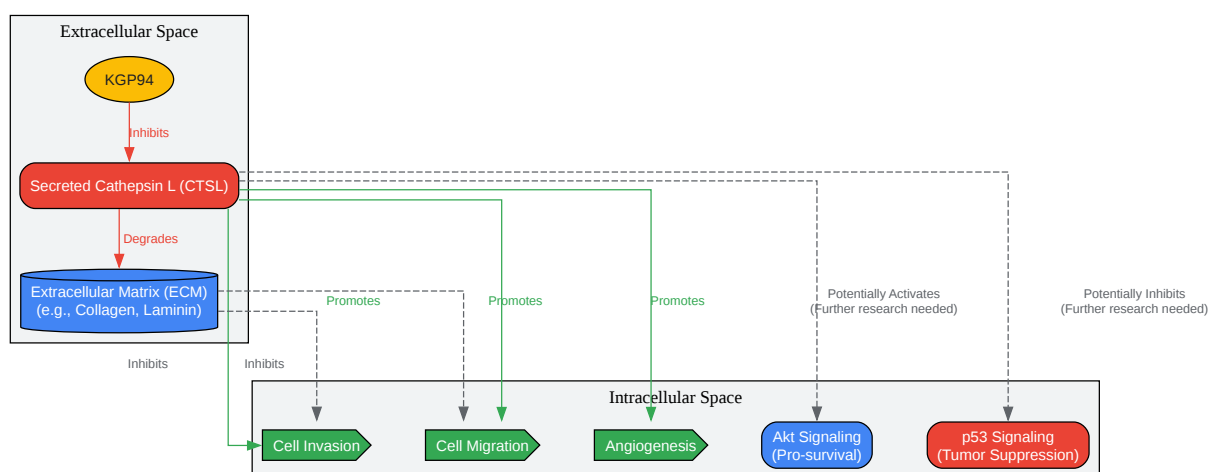 Extracellular Space
KGP94
Inhibits
Secreted Cathepsin L (CTSL)
Degrades
Extracellular Matrix (ECM)
(e.g., Collagen, Laminin)
Promotes
Promotes
Promotes
Potentially Activates
(Further research needed)
Potentially Inhibits
(Further research needed)
Inhibits
Inhibits
Intracellular Space
Cell Invasion
Cell Migration
Angiogenesis
Akt Signaling
(Pro-survival)
p53 Signaling
(Tumor Suppression)